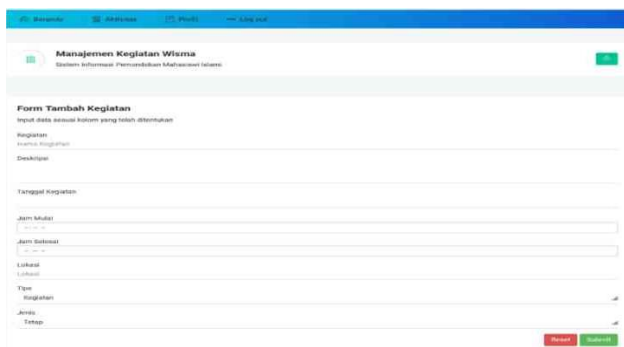 Beranda Aktivitas Profil Log out
Manajemen Kegiatan Wisma
Sistem Informasi Pemondokan Mahasiswi Islami
Form Tambah Kegiatan
Input data sesuai kolom yang telah ditentukan
Kegiatan
Nama Kegiatan
Deskripsi
Tanggal Kegiatan
Jam Mulai
-- -- --
Jam Selesai
-- -- --
Lokasi
Lokasi
Tipe
Kegiatan
Jenis
Tetap
Reset Submit